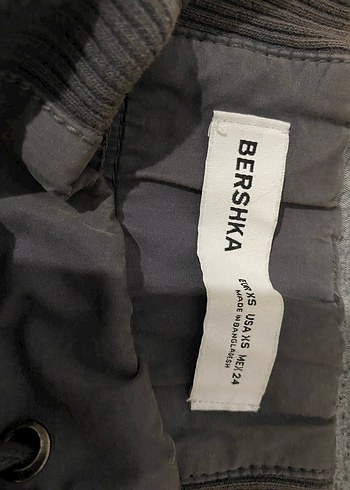 BERSHKA
EUR XS USA XS MEX 24
MADE IN BANGLADESH